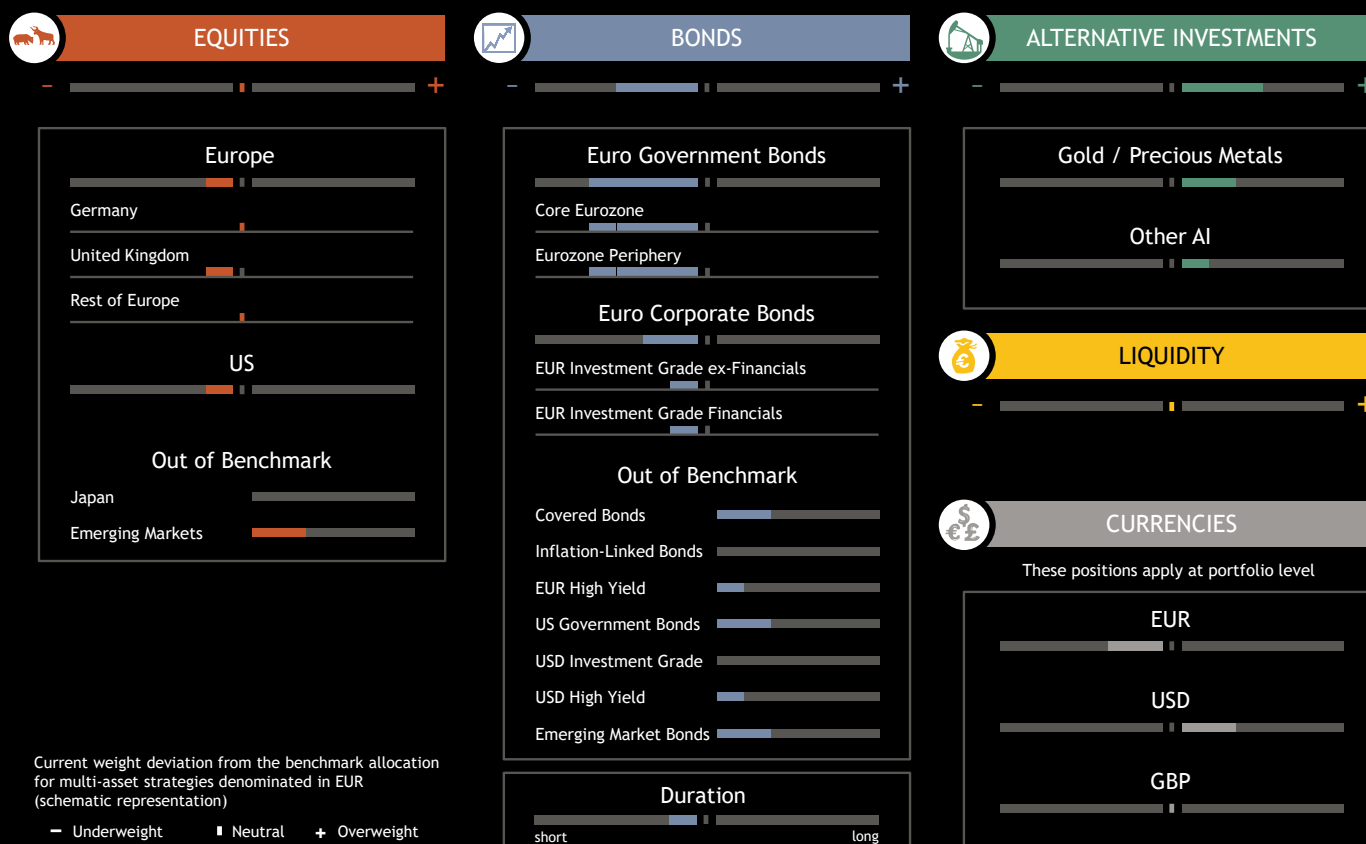 EQUITIES
- +
Europe
Germany
United Kingdom
Rest of Europe
US
Out of Benchmark
Japan
Emerging Markets
Current weight deviation from the benchmark allocation
for multi-asset strategies denominated in EUR
(schematic representation)
- Underweight Neutral + Overweight
BONDS
- +
Euro Government Bonds
Core Eurozone
Eurozone Periphery
Euro Corporate Bonds
EUR Investment Grade ex-Financials
EUR Investment Grade Financials
Out of Benchmark
Covered Bonds
Inflation-Linked Bonds
EUR High Yield
US Government Bonds
USD Investment Grade
USD High Yield
Emerging Market Bonds
Duration
short long
ALTERNATIVE INVESTMENTS
- +
Gold / Precious Metals
Other AI
€
LIQUIDITY
- +
$
€£
CURRENCIES
These positions apply at portfolio level
EUR
USD
GBP